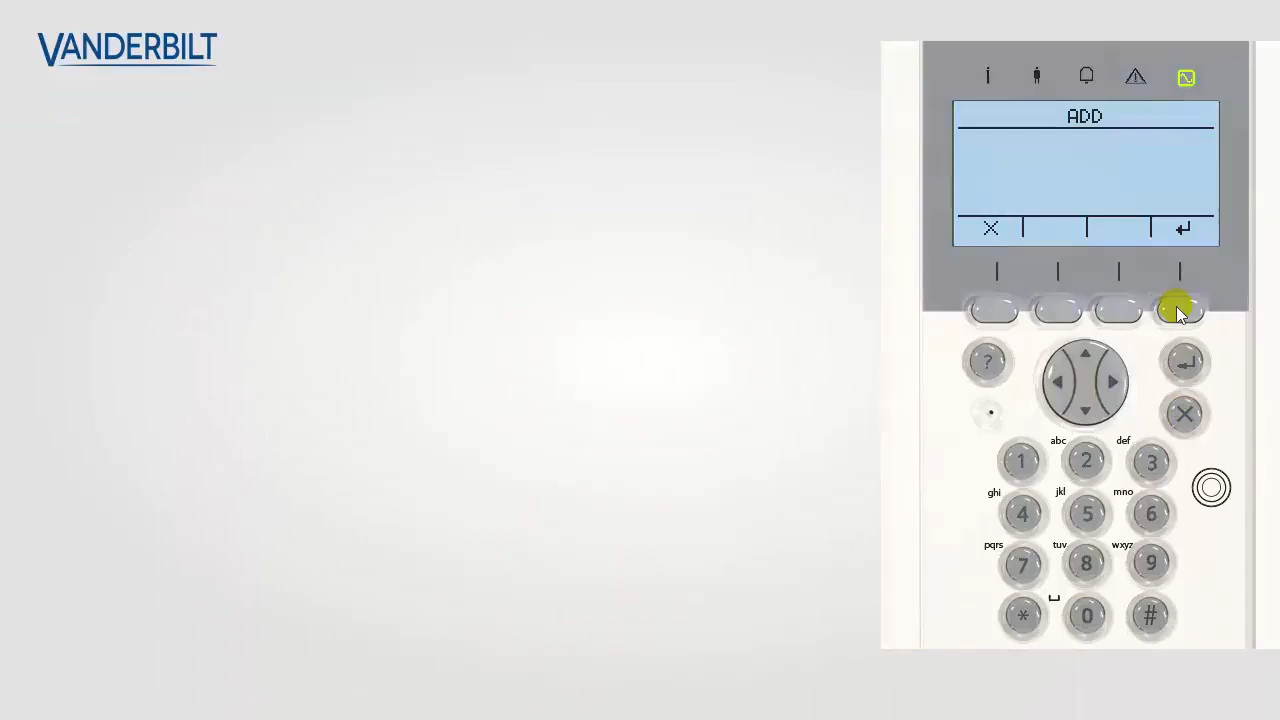 VANDERBILT
ADD
?
abc def
1 2 3
ghi jkl mno
4 5 6
pqrs tuv wxyz
7 8 9
* 0 #